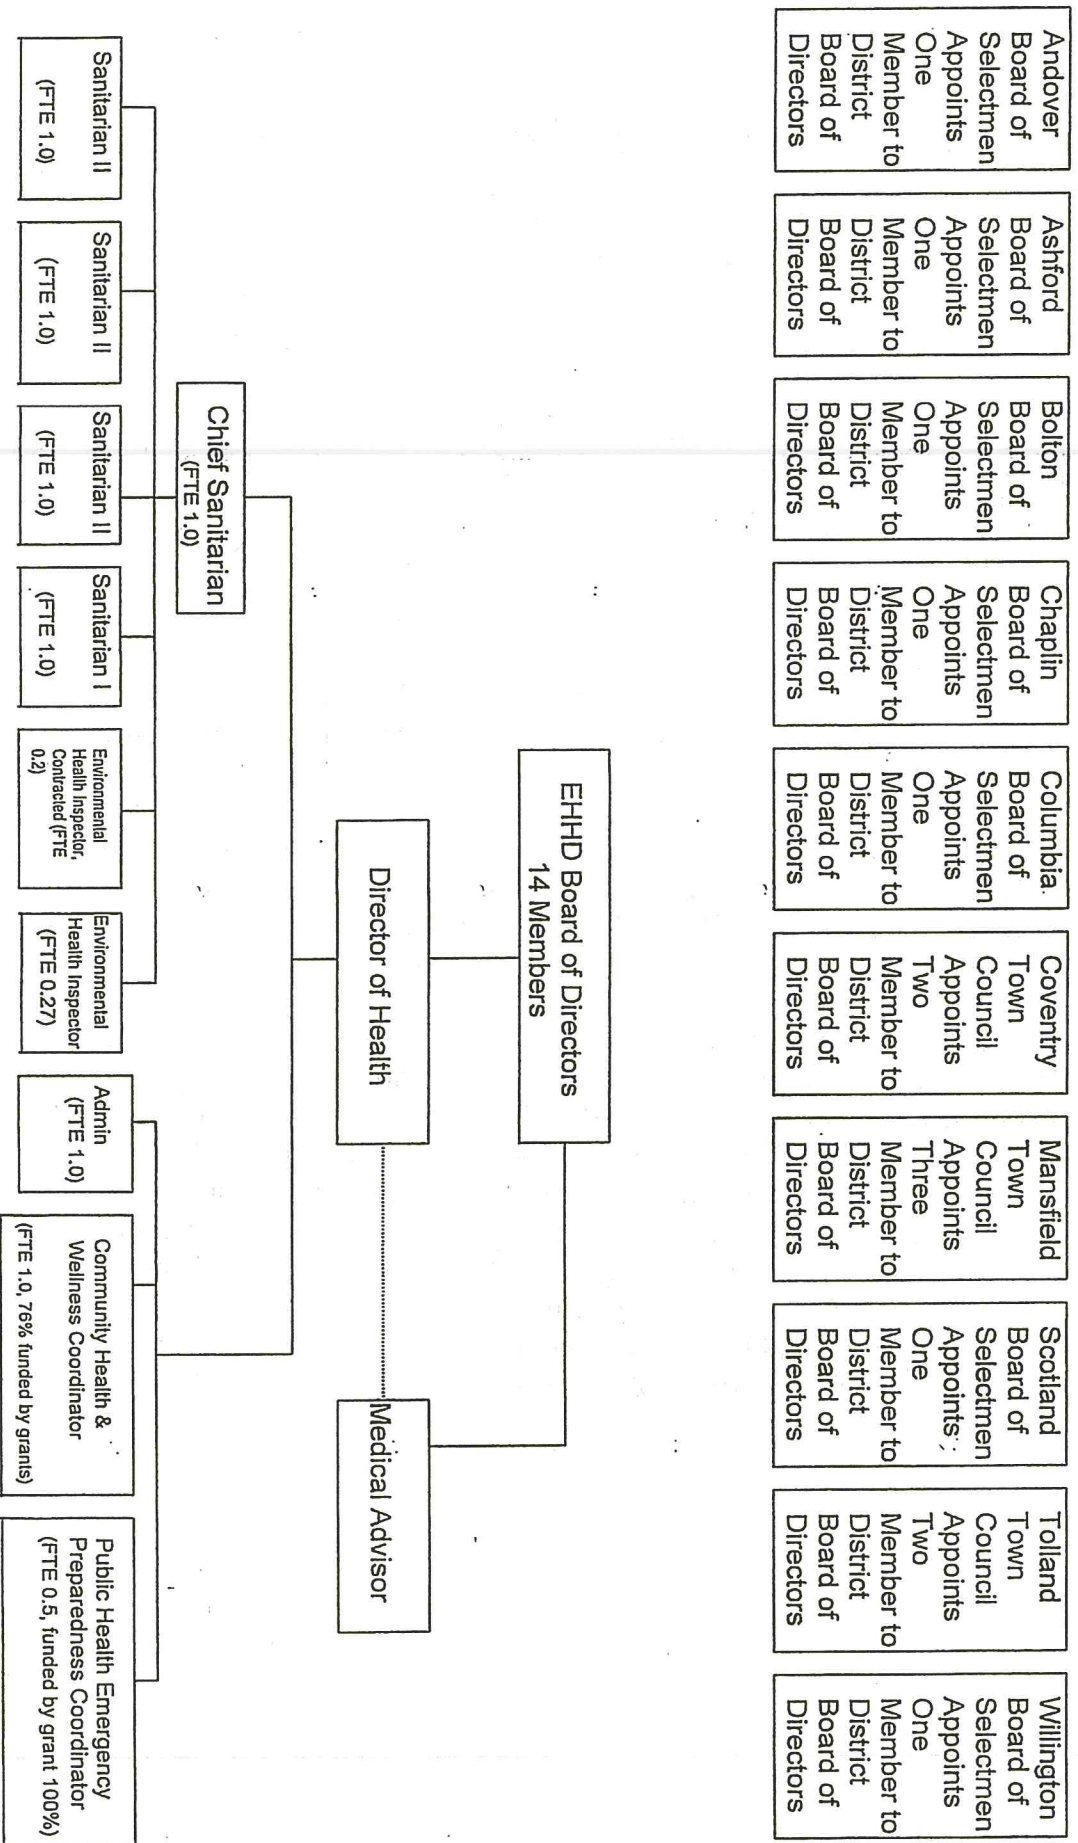 Andover
Board of
Selectmen
Appoints
One
Member to
District
Board of
Directors
Ashford
Board of
Selectmen
Appoints
One
Member to
District
Board of
Directors
Bolton
Board of
Selectmen
Appoints
One
Member to
District
Board of
Directors
Chaplin
Board of
Selectmen
Appoints
One
Member to
District
Board of
Directors
Columbia
Board of
Selectmen
Appoints
One
Member to
District
Board of
Directors
Coventry
Town
Council
Appoints
Two
Member to
District
Board of
Directors
Mansfield
Town
Council
Appoints
Three
Member to
District
Board of
Directors
Scotland
Board of
Selectmen
Appoints
One
Member to
District
Board of
Directors
Tolland
Town
Council
Appoints
Two
Member to
District
Board of
Directors
Willington
Board of
Selectmen
Appoints
One
Member to
District
Board of
Directors
EHHD Board of Directors
14 Members
Director of Health
Medical Advisor
Chief Sanitarian
(FTE 1.0)
Sanitarian II
(FTE 1.0)
Sanitarian II
(FTE 1.0)
Sanitarian II
(FTE 1.0)
Sanitarian I
(FTE 1.0)
Environmental
Health Inspector,
Contracted (FTE
0.2)
Environmental
Health Inspector
(FTE 0.27)
Admin
(FTE 1.0)
Community Health &
Wellness Coordinator
(FTE 1.0, 76% funded by grants)
Public Health Emergency
Preparedness Coordinator
(FTE 0.5, funded by grant 100%)